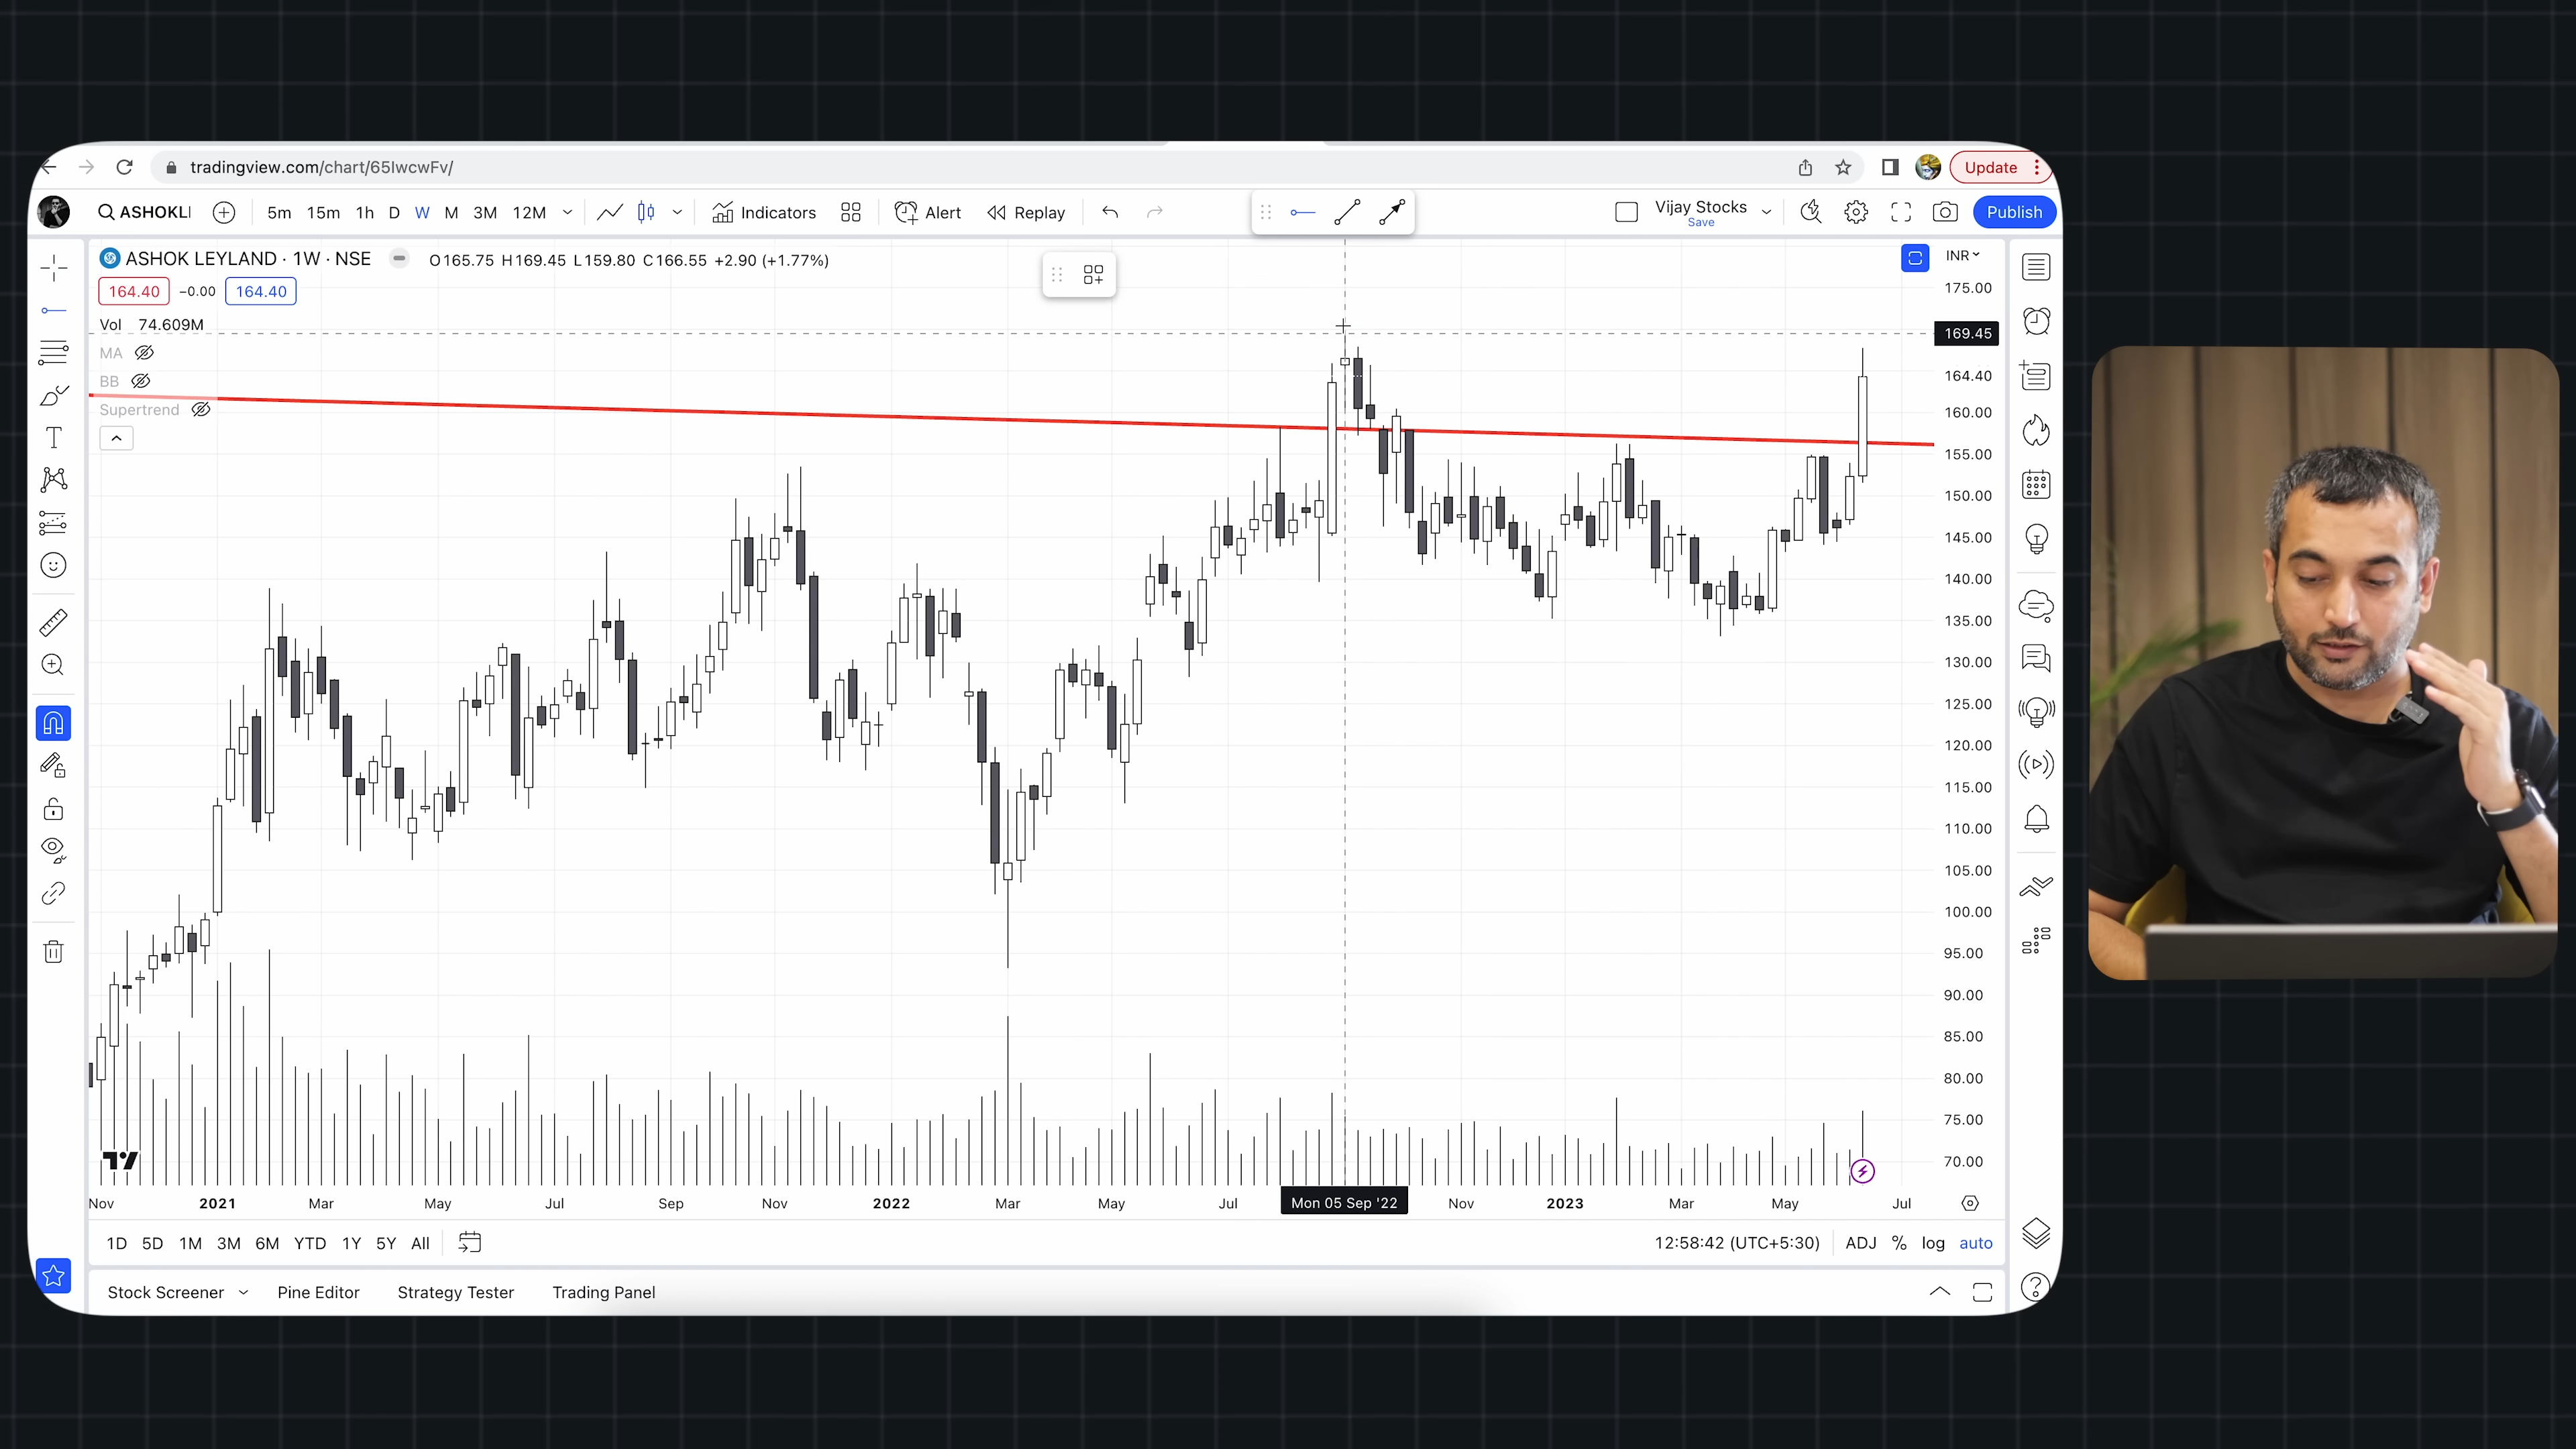 tradingview.com/chart/65IwcwFv/
Update
ASHOKLI
5m 15m 1h D W M 3M 12M
Indicators
Alert
Replay
Vijay Stocks
Save
Publish
ASHOK LEYLAND · 1W · NSE
O165.75 H169.45 L159.80 C166.55 +2.90 (+1.77%)
INR
164.40 −0.00 164.40
Vol 74.609M
MA
BB
Supertrend
175.00
169.45
164.40
160.00
155.00
150.00
145.00
140.00
135.00
130.00
125.00
120.00
115.00
110.00
105.00
100.00
95.00
90.00
85.00
80.00
75.00
70.00
Nov 2021 Mar May Jul Sep Nov 2022 Mar May Jul Mon 05 Sep '22 Nov 2023 Mar May Jul
1D 5D 1M 3M 6M YTD 1Y 5Y All
12:58:42 (UTC+5:30) ADJ % log auto
Stock Screener Pine Editor Strategy Tester Trading Panel